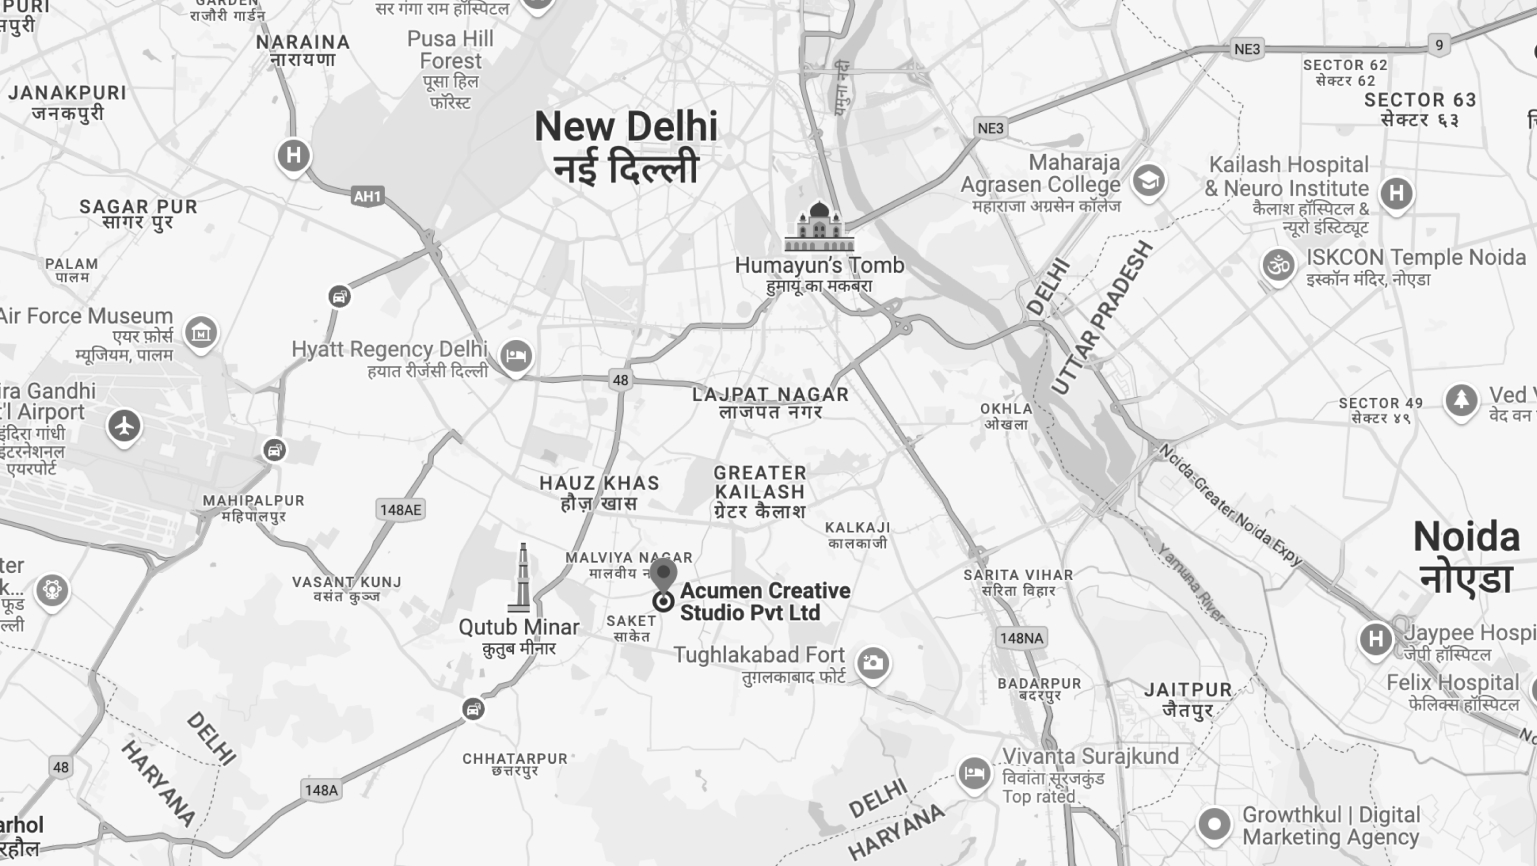 PURI
GARDEN
राजौरी गार्डन
सर गंगा राम हॉस्पिटल
NARAINA
नारायणा
Pusa Hill
Forest
पूसा हिल
फॉरेस्ट
यमुना नदी
NE3
9
SECTOR 62
सेक्टर 62
SECTOR 63
सेक्टर ६३
JANAKPURI
जनकपुरी
New Delhi
नई दिल्ली
NE3
H
AH1
Maharaja
Agrasen College
महाराजा अग्रसेन कॉलेज
Kailash Hospital
& Neuro Institute
कैलाश हॉस्पिटल &
न्यूरो इंस्टिट्यूट
H
SAGAR PUR
सागर पुर
PALAM
पालम
Humayun's Tomb
हुमायूं का मकबरा
DELHI
UTTAR PRADESH
ISKCON Temple Noida
इस्कॉन मंदिर, नोएडा
Air Force Museum
एयर फ़ोर्स
म्यूजियम, पालम
Hyatt Regency Delhi
हयात रीजेंसी दिल्ली
48
LAJPAT NAGAR
लाजपत नगर
OKHLA
ओखला
SECTOR 49
सेक्टर ४९
Ved
वेद वन
ira Gandhi
t'l Airport
इंदिरा गांधी
इंटरनेशनल
एयरपोर्ट
MAHIPALPUR
महिपालपुर
148AE
HAUZ KHAS
हौज़ खास
GREATER
KAILASH
ग्रेटर कैलाश
KALKAJI
कालकाजी
Noida-Greater Noida Expy
Noida
नोएडा
VASANT KUNJ
वसंत कुञ्ज
MALVIYA NAGAR
मालवीय
Acumen Creative
Studio Pvt Ltd
SARITA VIHAR
सरिता विहार
Yamuna River
Qutub Minar
क़ुतुब मीनार
SAKET
साकेत
Tughlakabad Fort
तुग़लकाबाद फोर्ट
148NA
H
Jaypee Hospi
जेपी हॉस्पिटल
Felix Hospital
फेलिक्स हॉस्पिटल
BADARPUR
बदरपुर
JAITPUR
जैतपुर
DELHI
HARYANA
48
148A
CHHATARPUR
छत्तरपुर
Vivanta Surajkund
विवांता सूरजकुंड
Top rated
DELHI
HARYANA
Growthkul | Digital
Marketing Agency
arhol
रहौल